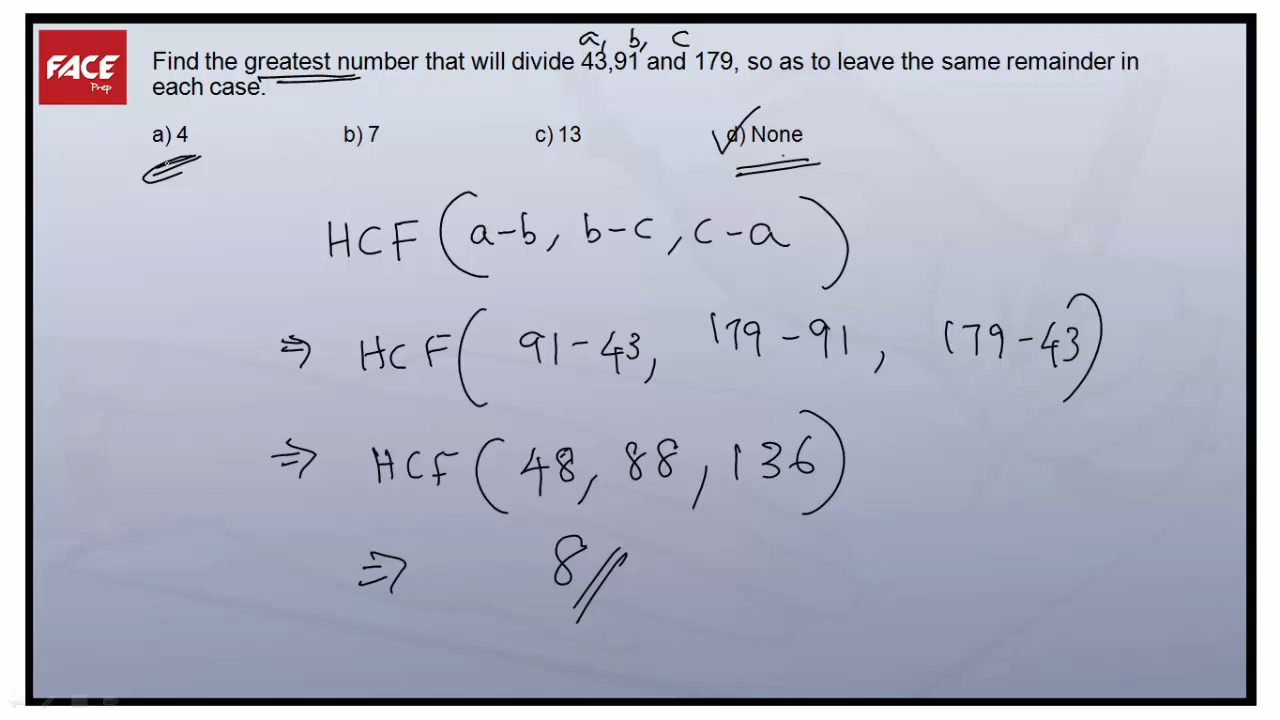 FACE
Prep
a, b, c
Find the greatest number that will divide 43,91 and 179, so as to leave the same remainder in
each case.
a) 4 b) 7 c) 13 d) None
HCF (a-b, b-c, c-a)
⇒ HCF (91-43, 179-91, 179-43)
⇒ HCF (48, 88, 136)
⇒ 8//